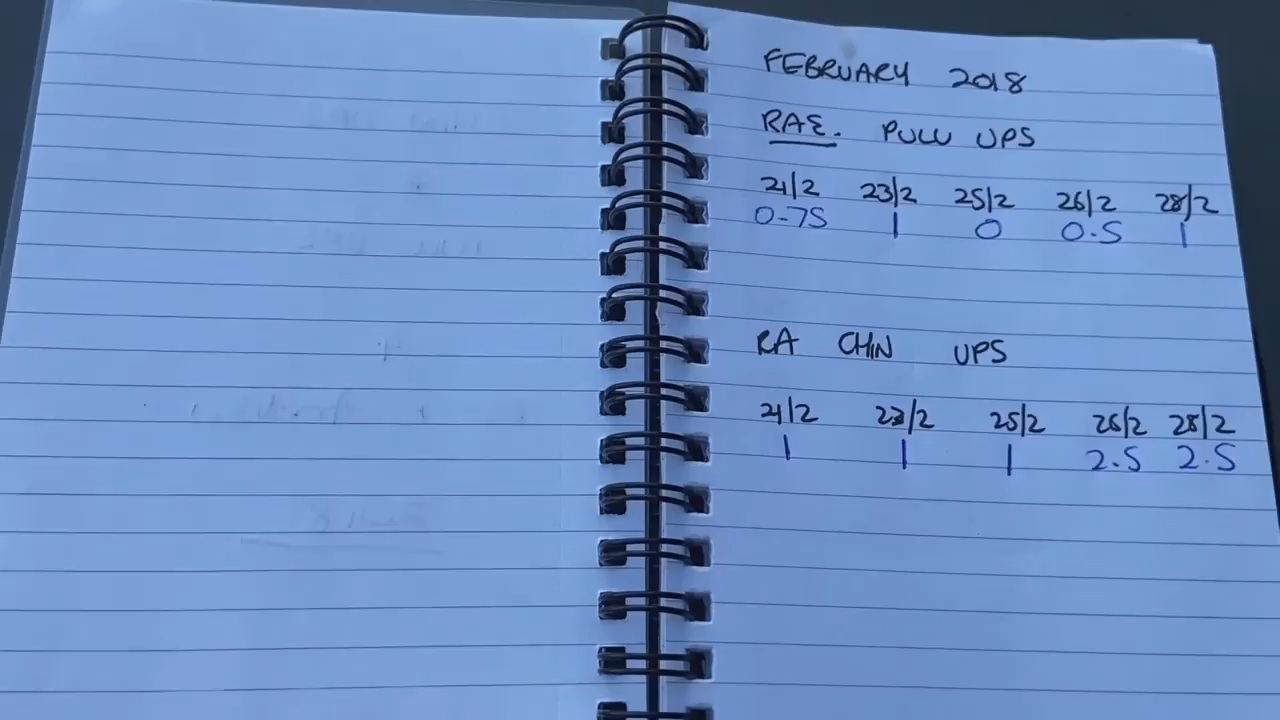 FEBRUARY 2018
RAE. PULL UPS
21/2 23/2 25/2 26/2 28/2
0.75 1 0 0.5 1
RA CHIN UPS
21/2 23/2 25/2 26/2 28/2
1 1 1 2.5 2.5